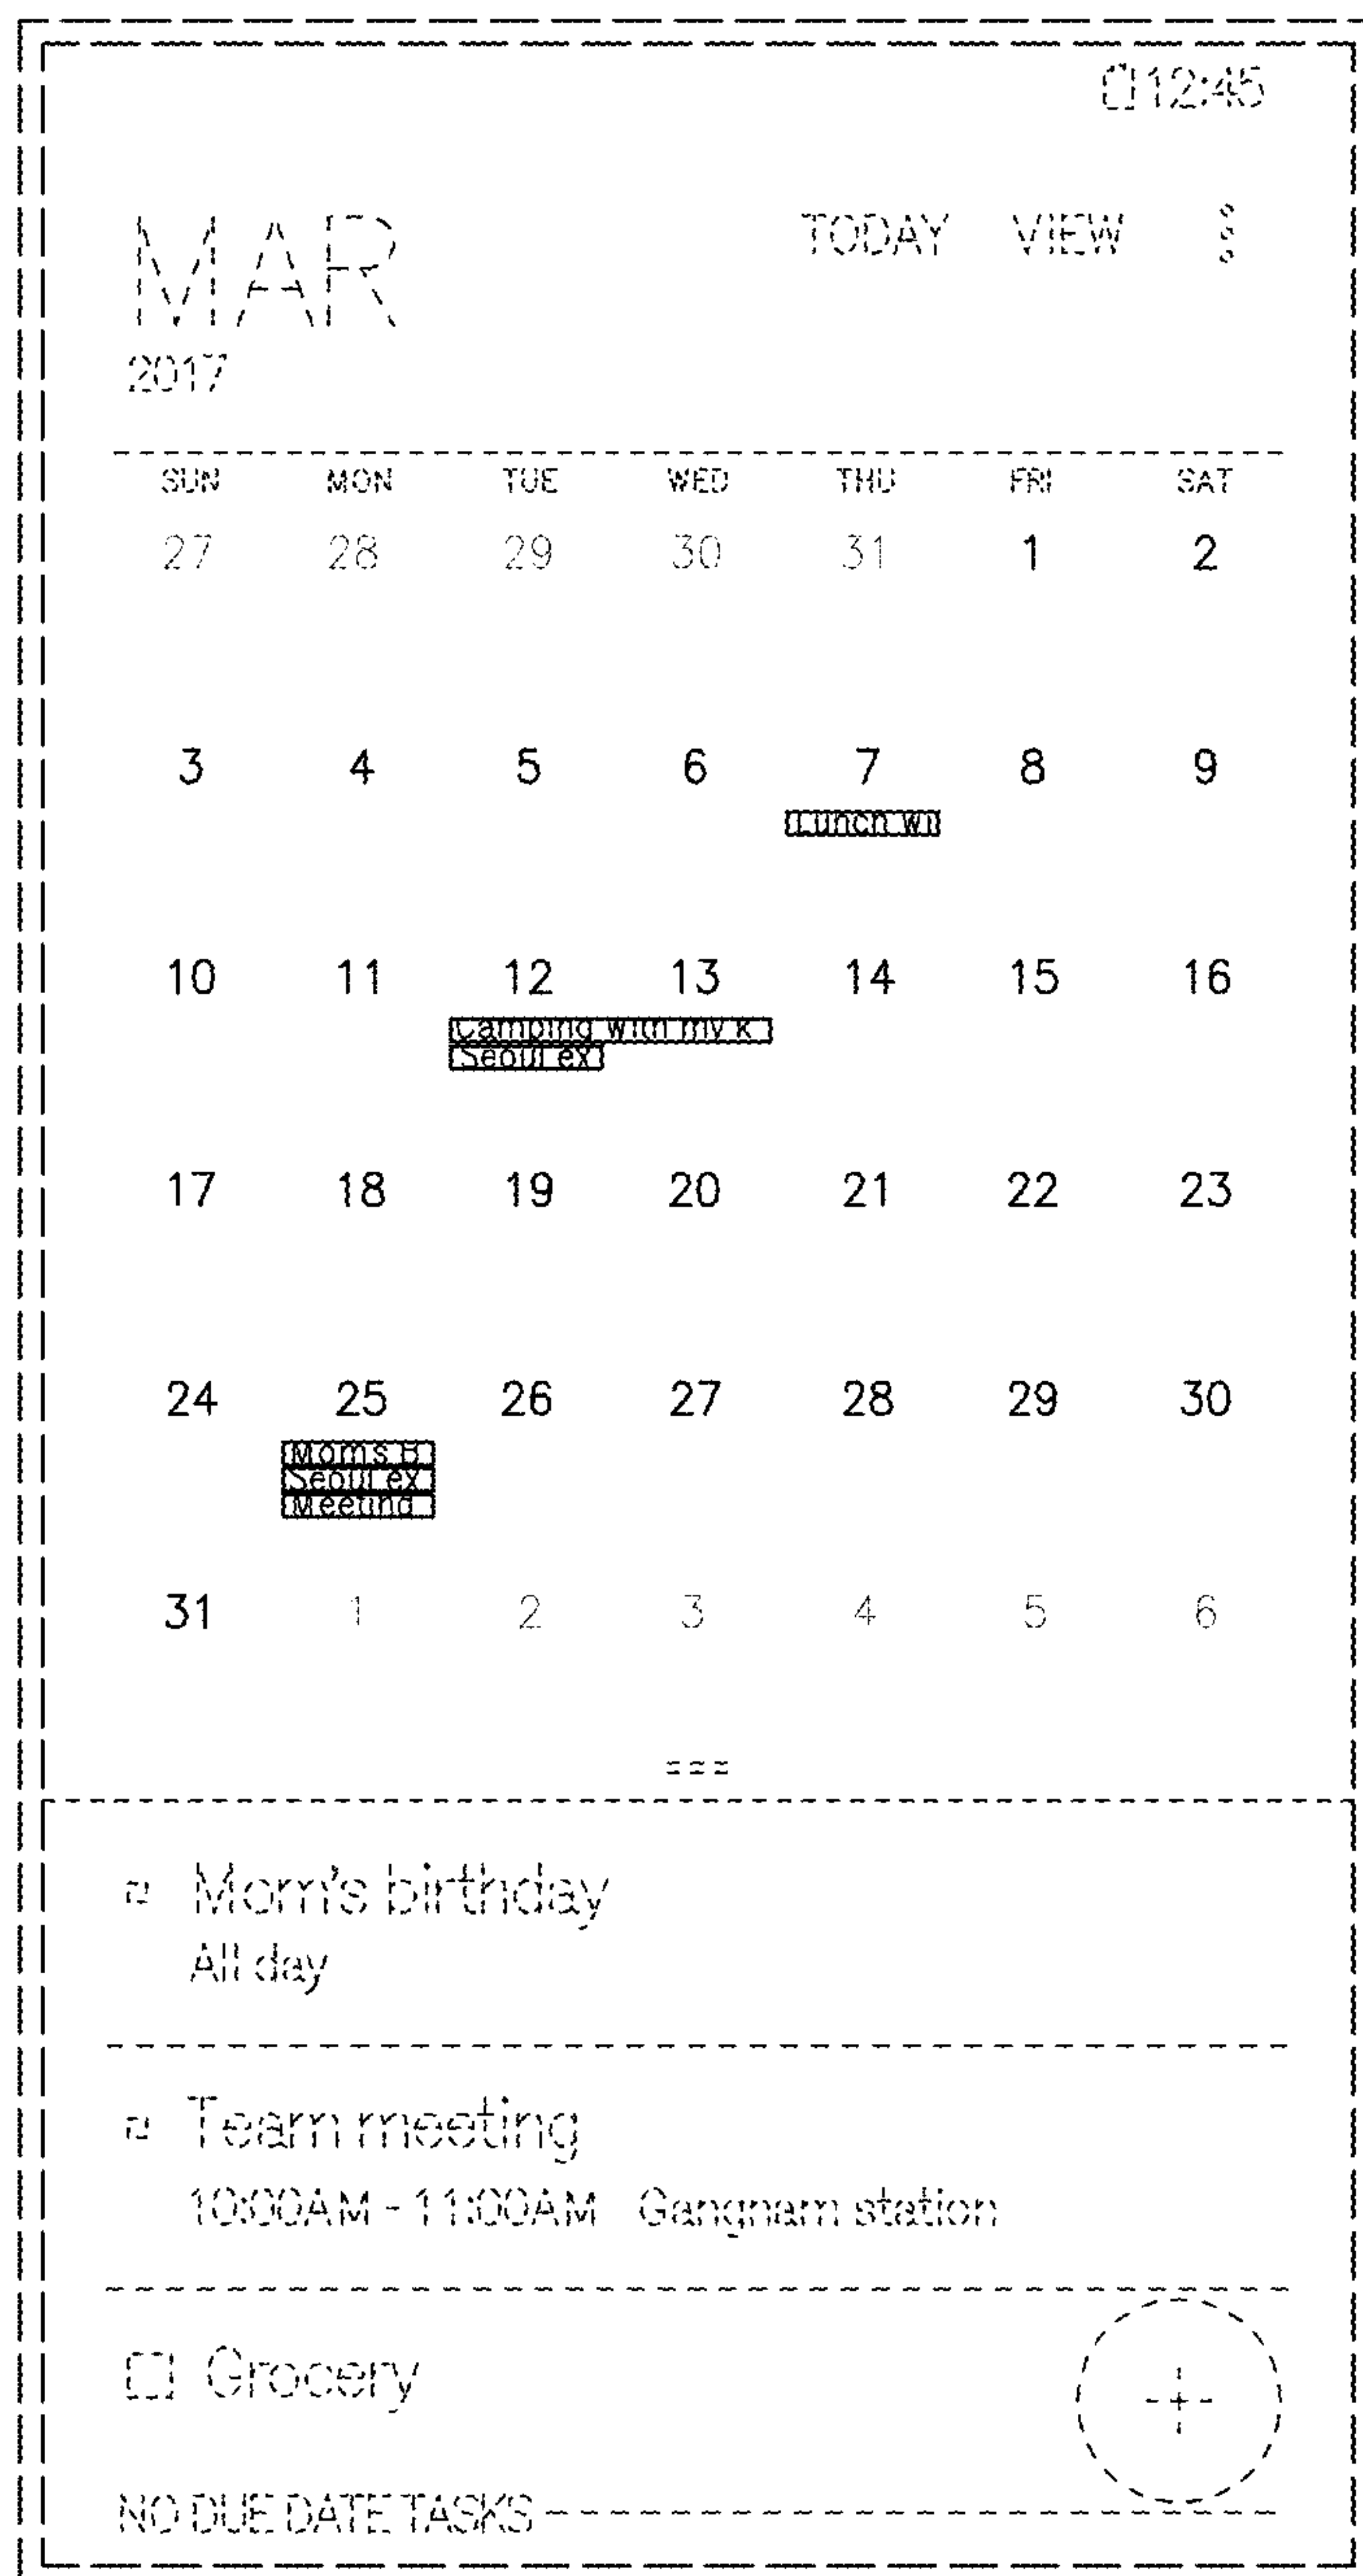 12:45
MAR TODAY VIEW
2017
SUN MON TUE WED THU FRI SAT
27 28 29 30 31 1 2
3 4 5 6 7 8 9
Lunch wi
10 11 12 13 14 15 16
Camping with my k
Seoul ex
17 18 19 20 21 22 23
24 25 26 27 28 29 30
Moms B
Seoul ex
Meeting
31 1 2 3 4 5 6
Mom's birthday
All day
Team meeting
10:00AM - 11:00AM Gangnam station
Grocery
NO DUE DATE TASKS